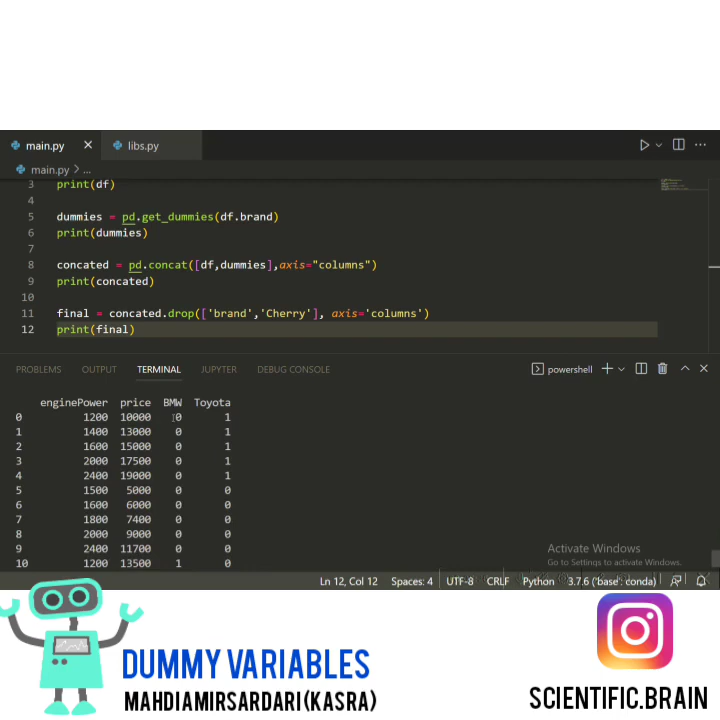 main.py × libs.py ...
main.py > ...
3 print(df)
4
5 dummies = pd.get_dummies(df.brand)
6 print(dummies)
7
8 concated = pd.concat([df,dummies],axis="columns")
9 print(concated)
10
11 final = concated.drop(['brand','Cherry'], axis='columns')
12 print(final)
PROBLEMS OUTPUT TERMINAL JUPYTER DEBUG CONSOLE powershell
enginePower price BMW Toyota
0 1200 10000 0 1
1 1400 13000 0 1
2 1600 15000 0 1
3 2000 17500 0 1
4 2400 19000 0 1
5 1500 5000 0 0
6 1600 6000 0 0
7 1800 7400 0 0
8 2000 9000 0 0
9 2400 11700 0 0
10 1200 13500 1 0
Activate Windows
Go to Settings to activate Windows.
Ln 12, Col 12 Spaces: 4 UTF-8 CRLF Python 3.7.6 ('base': conda)
DUMMY VARIABLES
MAHDIAMIRSARDARI(KASRA)
SCIENTIFIC.BRAIN